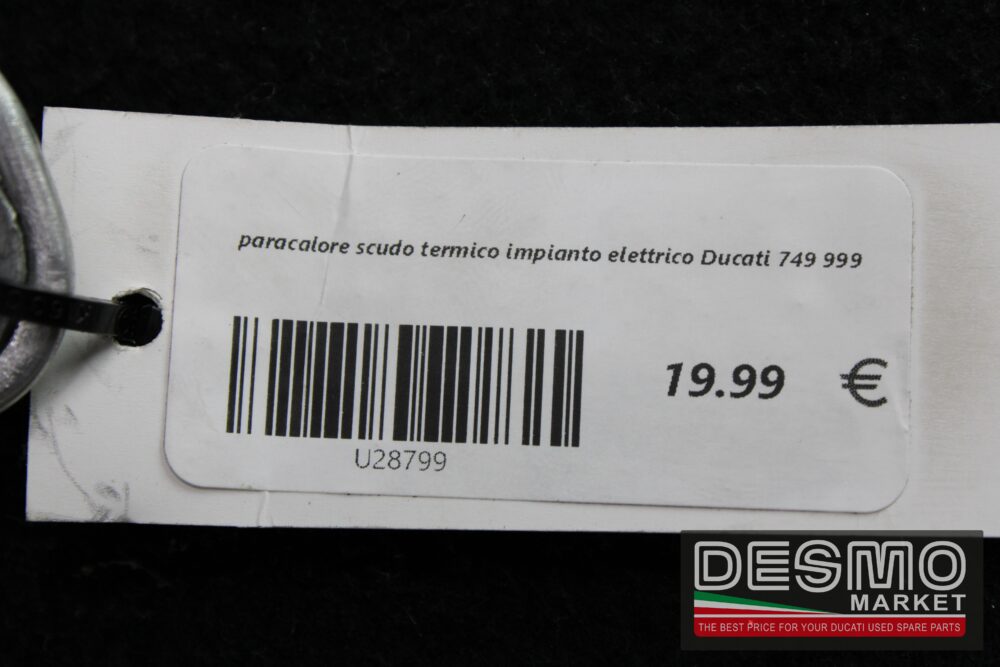 paracalore scudo termico impianto elettrico Ducati 749 999
19.99 €
U28799
DESMO
MARKET
THE BEST PRICE FOR YOUR DUCATI USED SPARE PARTS